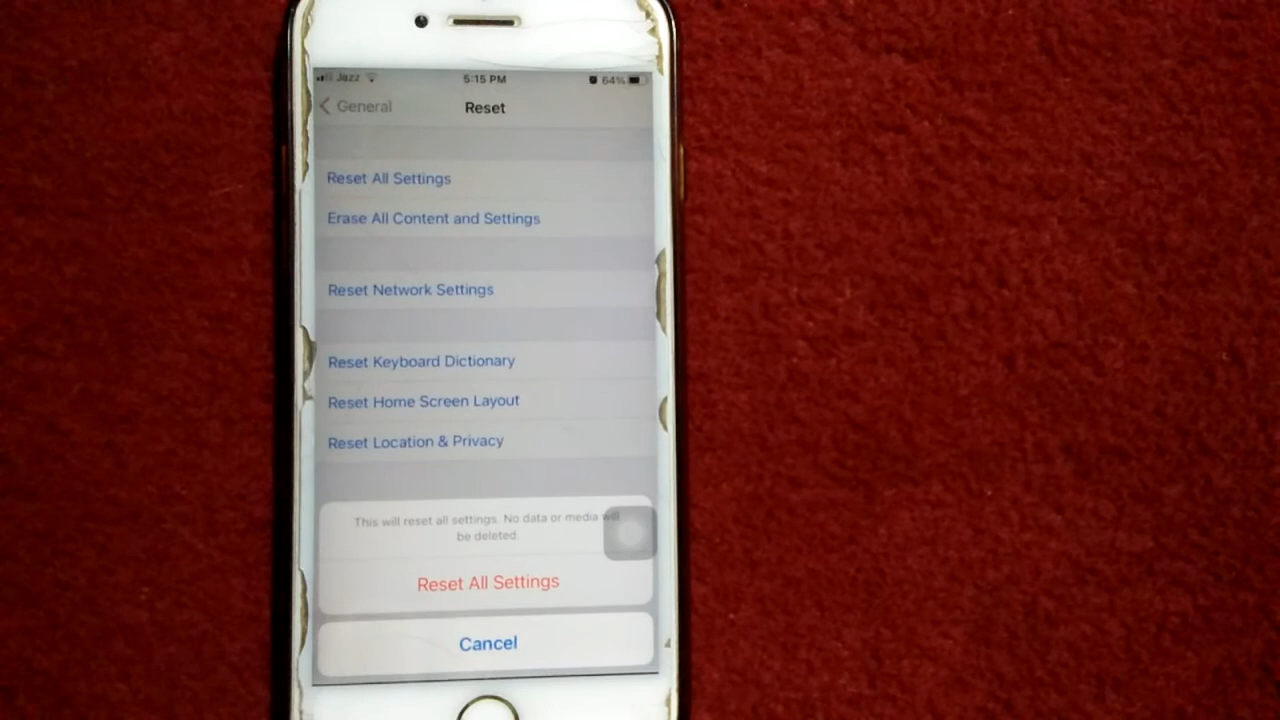 Jazz 5:15 PM 64%
General Reset
Reset All Settings
Erase All Content and Settings
Reset Network Settings
Reset Keyboard Dictionary
Reset Home Screen Layout
Reset Location & Privacy
This will reset all settings. No data or media will
be deleted.
Reset All Settings
Cancel